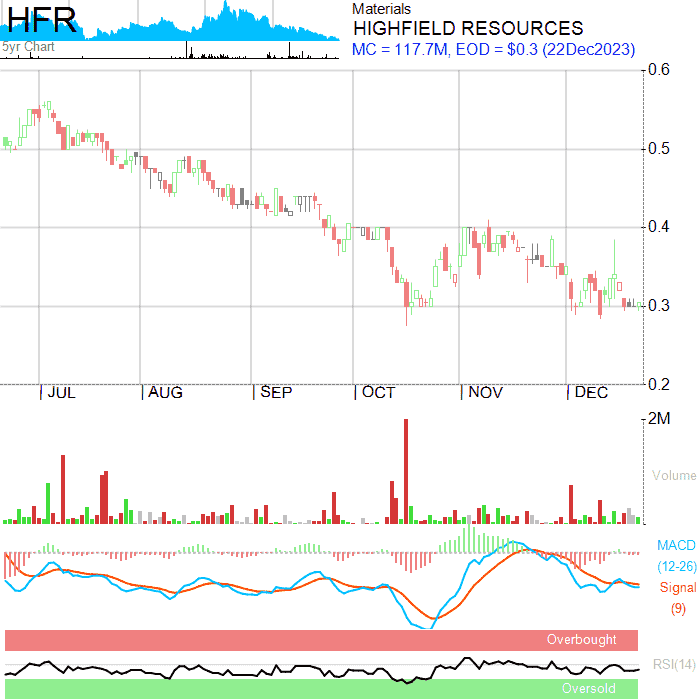 HFR
5yr Chart
Materials
HIGHFIELD RESOURCES
MC = 117.7M, EOD = $0.3 (22Dec2023)
0.6
0.5
0.4
0.3
0.2
JUL AUG SEP OCT NOV DEC
2M
Volume
MACD
(12-26)
Signal
(9)
Overbought
RSI(14)
Oversold